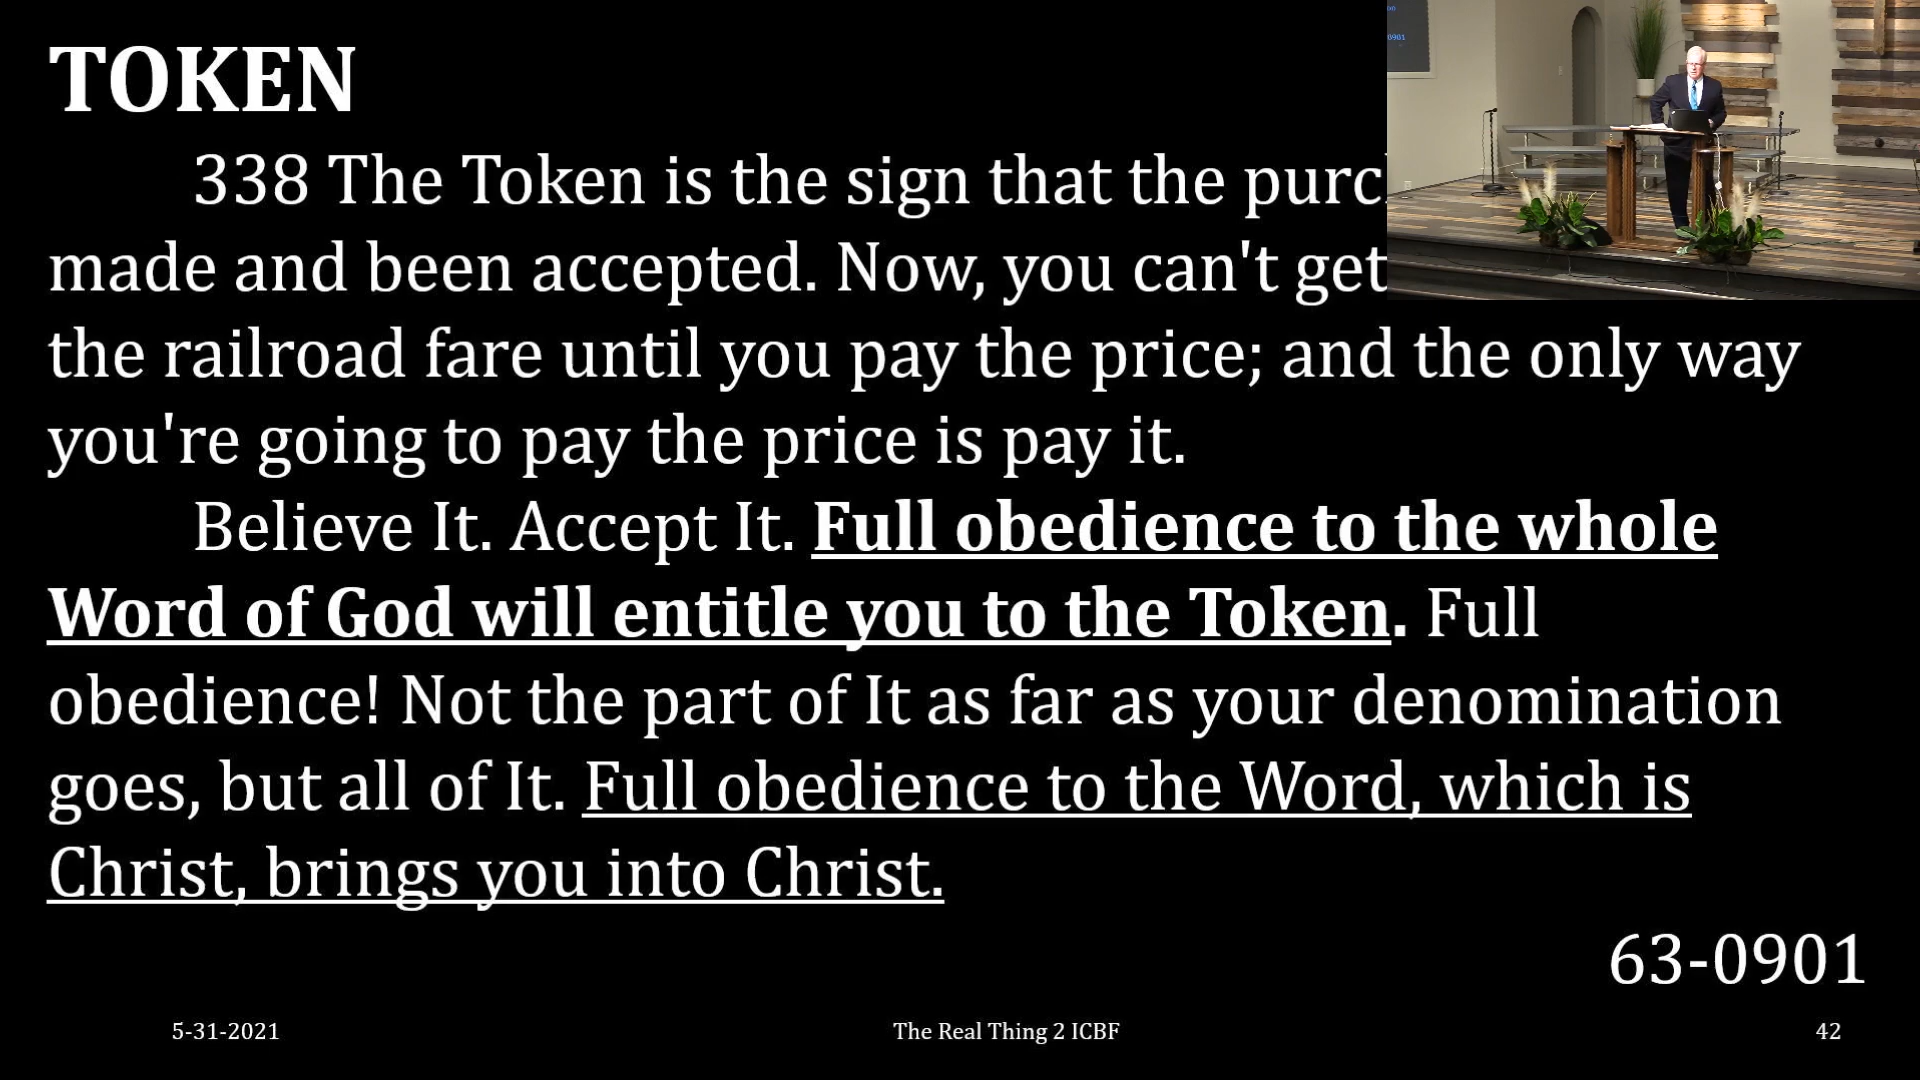 TOKEN
338 The Token is the sign that the
made and been accepted. Now, you can't get
the railroad fare until you pay the price; and the only way
you're going to pay the price is pay it.
Believe It. Accept It. Full obedience to the whole
Word of God will entitle you to the Token. Full
obedience! Not the part of It as far as your denomination
goes, but all of It. Full obedience to the Word, which is
Christ, brings you into Christ.
63-0901
5-31-2021 The Real Thing 2 ICBF 42